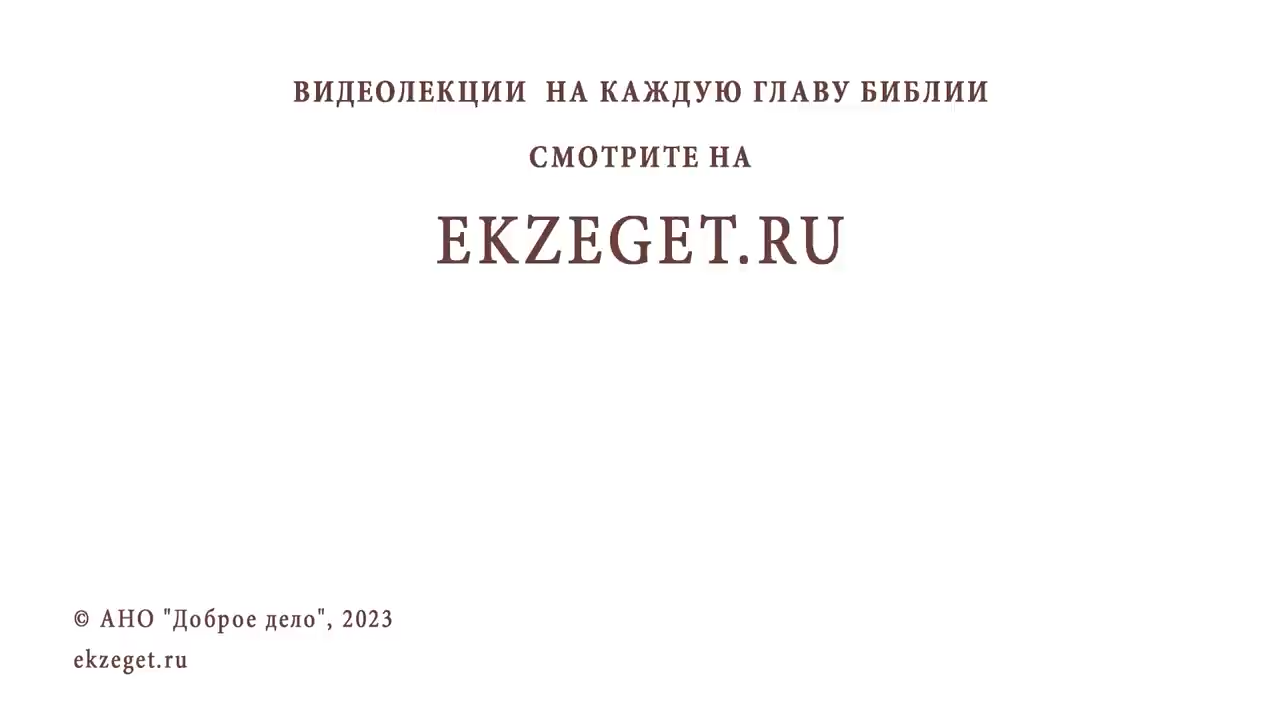 ВИДЕОЛЕКЦИИ НА КАЖДУЮ ГЛАВУ БИБЛИИ
СМОТРИТЕ НА
EKZEGET.RU
© АНО "Доброе дело", 2023
ekzeget.ru